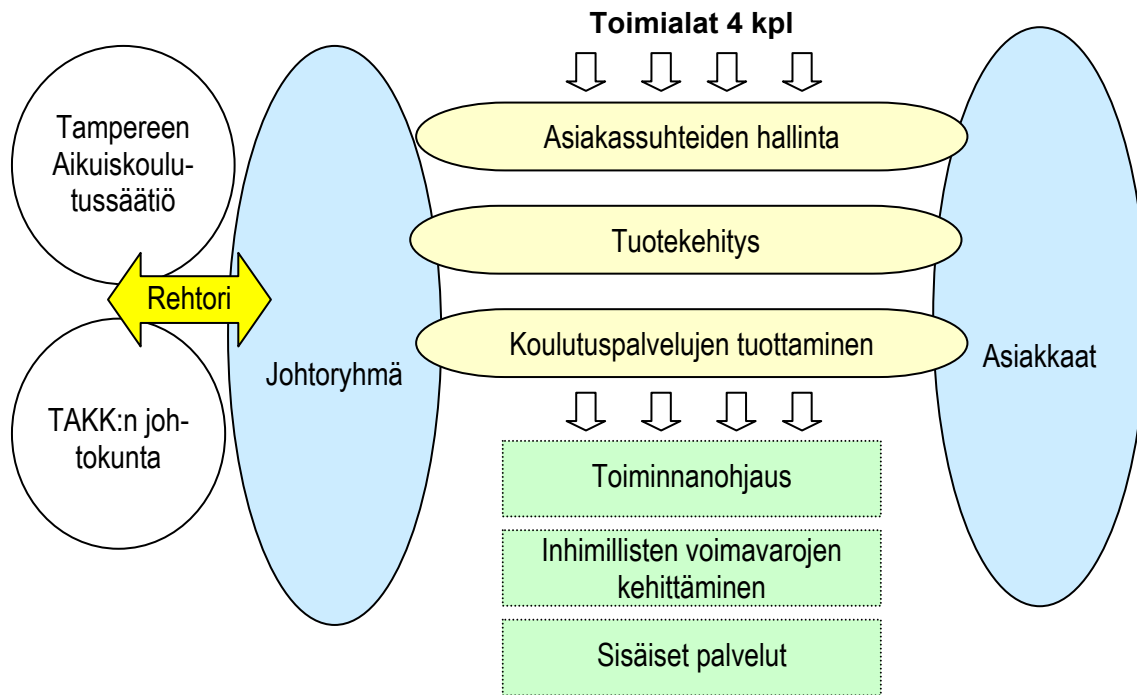 Toimialat 4 kpl
Tampereen
Aikuiskoulu-
tussäätiö
Rehtori
TAKK:n joh-
tokunta
Johtoryhmä
Asiakassuhteiden hallinta
Tuotekehitys
Koulutuspalvelujen tuottaminen
Asiakkaat
Toiminnanohjaus
Inhimillisten voimavarojen
kehittäminen
Sisäiset palvelut